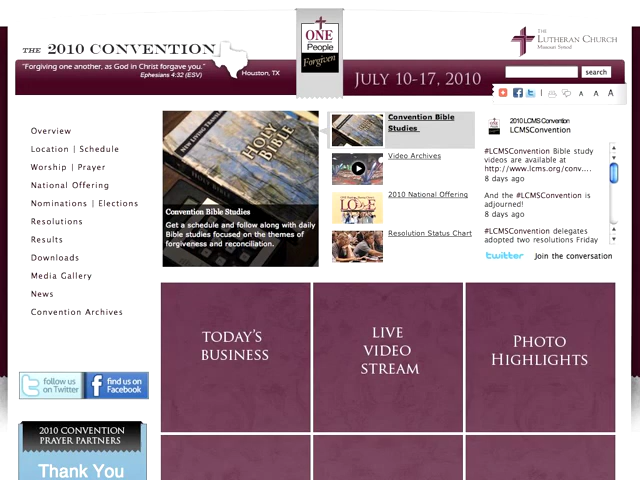 THE 2010 CONVENTION
"Forgiving one another, as God in Christ forgave you."
Ephesians 4:32 (ESV)
Houston, TX
ONE
People
Forgiven
JULY 10-17, 2010
THE
LUTHERAN CHURCH
Missouri Synod
search
A A A
Overview
Location | Schedule
Worship | Prayer
National Offering
Nominations | Elections
Resolutions
Results
Downloads
Media Gallery
News
Convention Archives
NEW LIVING TRANSLATION
HOLY BIBLE
Convention Bible Studies
Get a schedule and follow along with daily
Bible studies focused on the themes of
forgiveness and reconciliation.
Convention Bible
Studies
Video Archives
2010 National Offering
Resolution Status Chart
2010 LCMS Convention
LCMSConvention
#LCMSConvention Bible study
videos are available at
http://www.lcms.org/conv....
8 days ago
And the #LCMSConvention is
adjourned!
8 days ago
#LCMSConvention delegates
adopted two resolutions Friday
twitter Join the conversation
TODAY'S
BUSINESS
LIVE
VIDEO
STREAM
PHOTO
HIGHLIGHTS
follow us
on Twitter
find us on
Facebook
2010 CONVENTION
PRAYER PARTNERS
Thank You